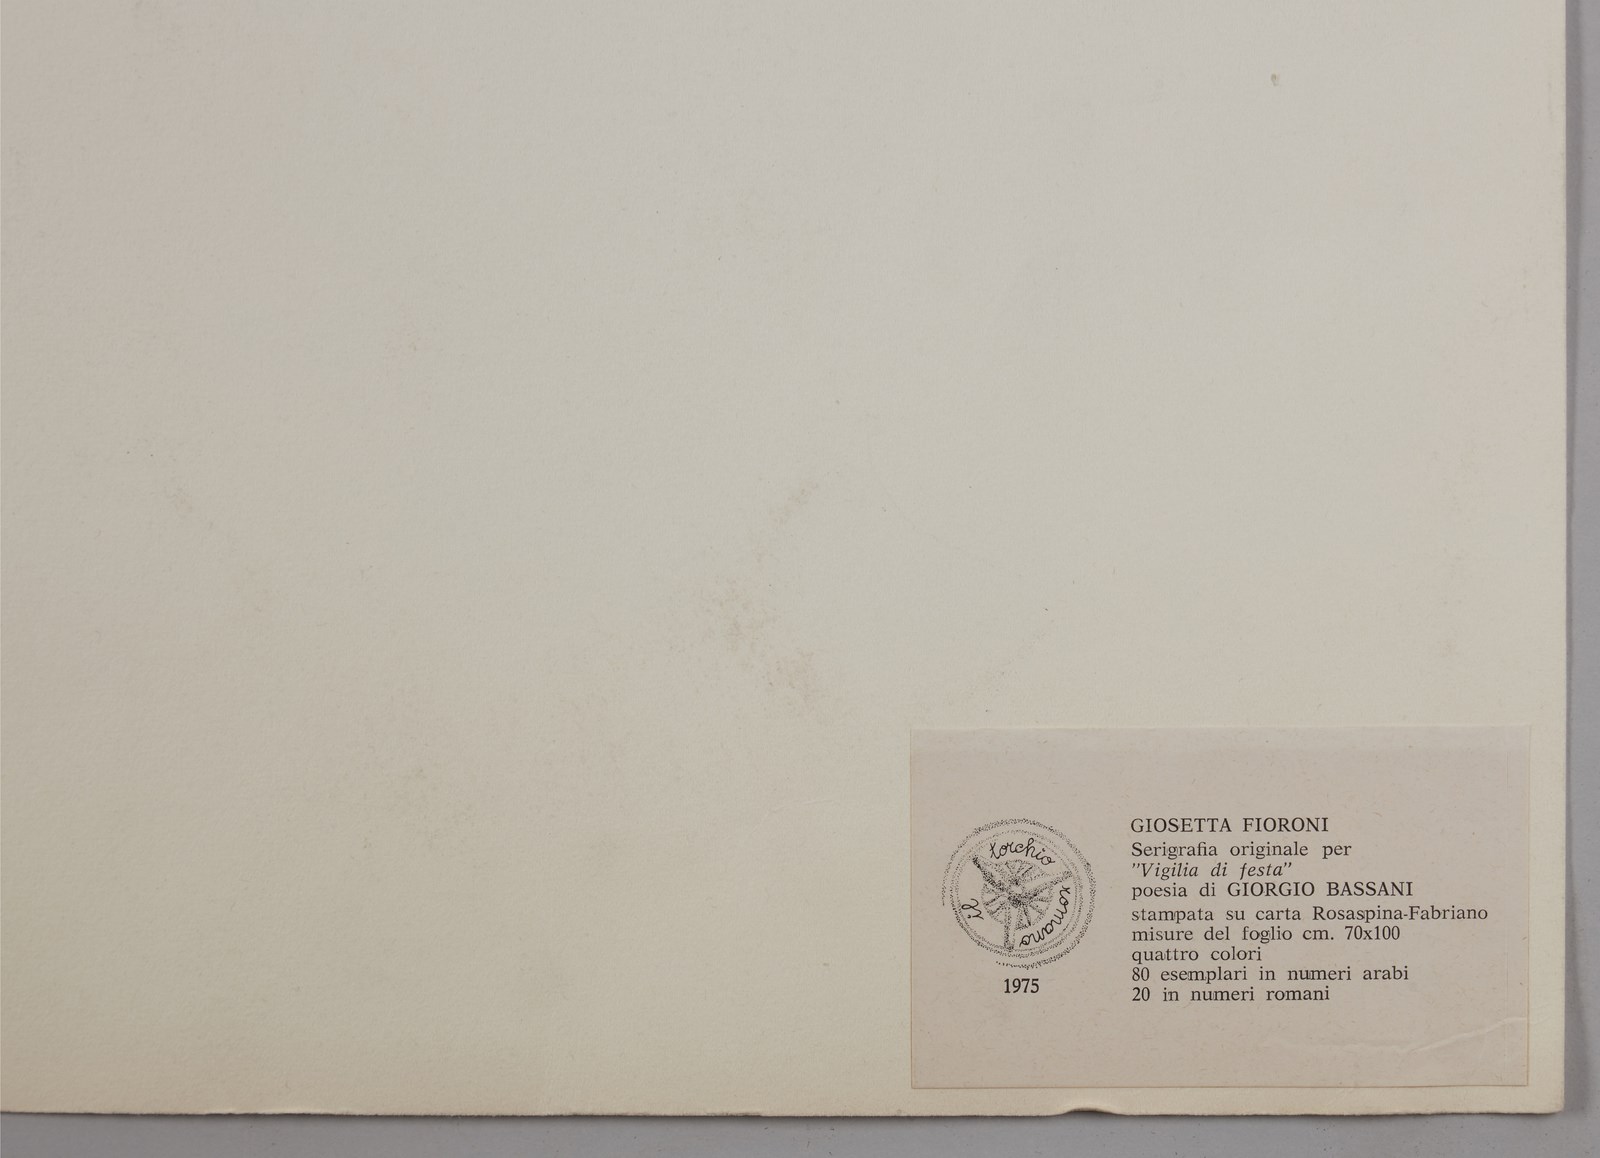 il torchio romano
1975
GIOSETTA FIORONI
Serigrafia originale per
"Vigilia di festa"
poesia di GIORGIO BASSANI
stampata su carta Rosaspina-Fabriano
misure del foglio cm. 70x100
quattro colori
80 esemplari in numeri arabi
20 in numeri romani